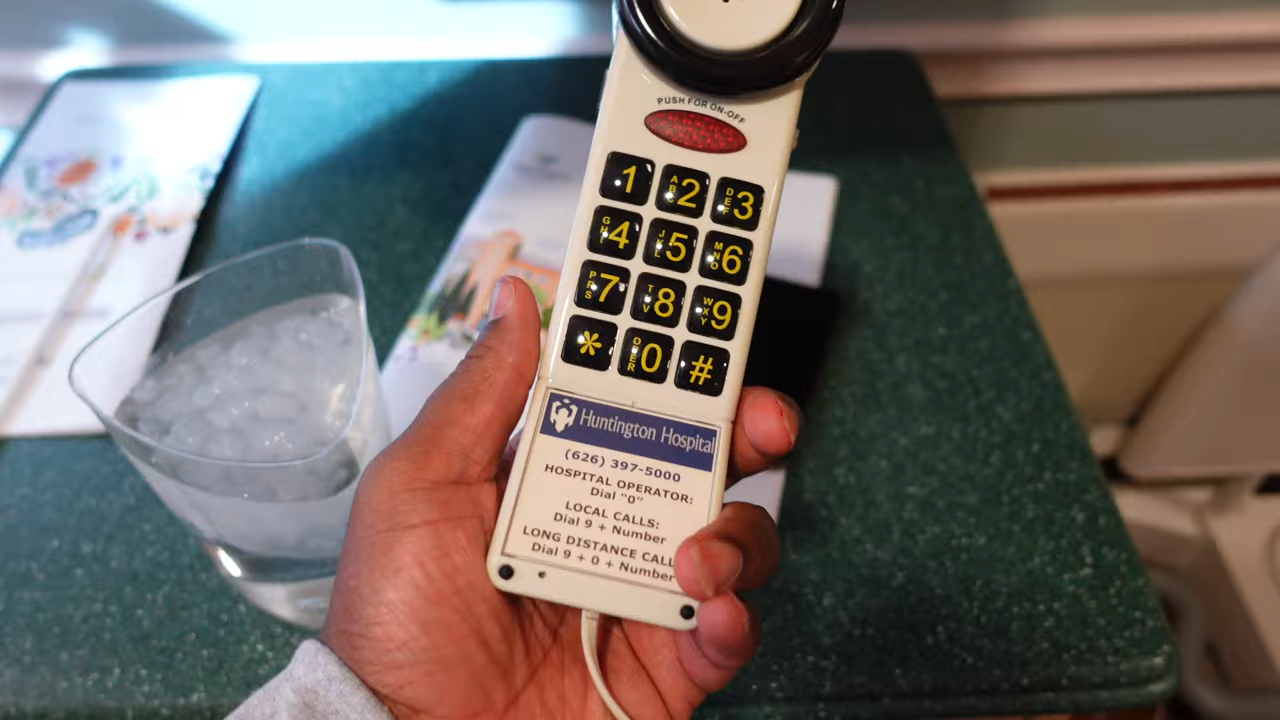 PUSH FOR ON-OFF
1 ABC 2 DEF 3
GHI 4 JKL 5 MNO 6
PRS 7 TUV 8 WXY 9
* OPER 0 #
Huntington Hospital
(626) 397-5000
HOSPITAL OPERATOR:
Dial "0"
LOCAL CALLS:
Dial 9 + Number
LONG DISTANCE CALL
Dial 9 + 0 + Number